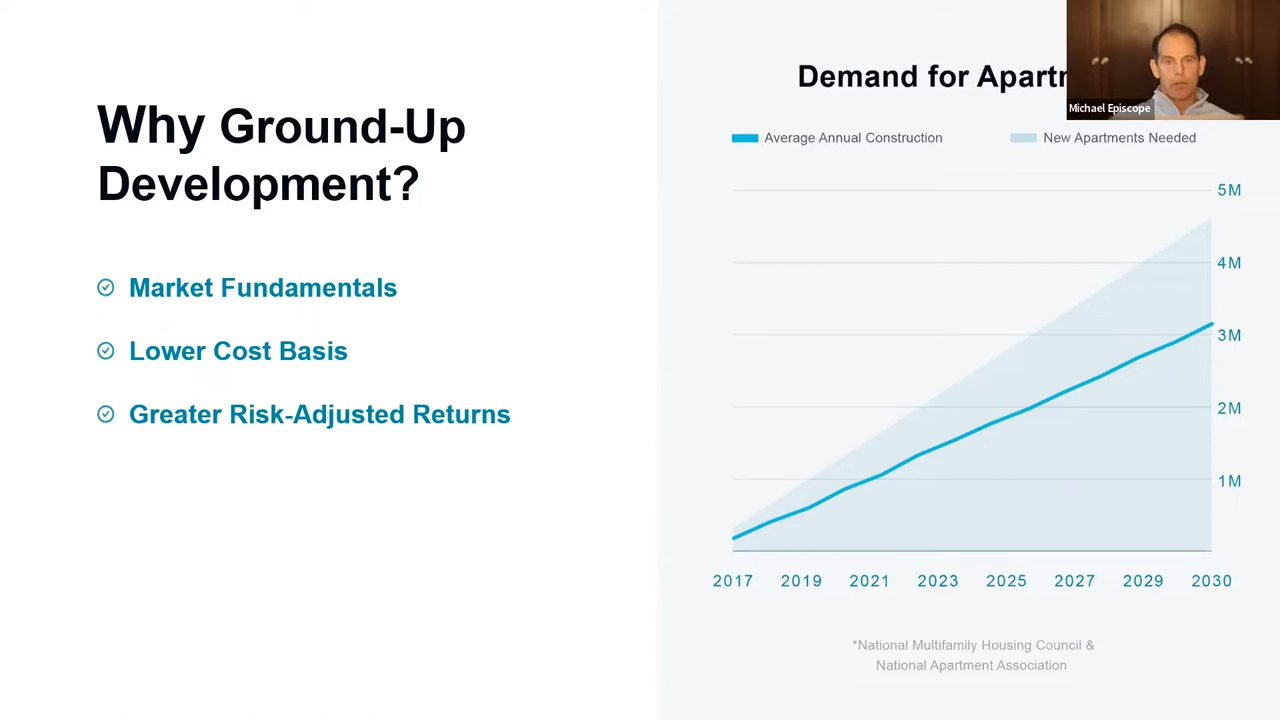 Why Ground-Up
Development?
Market Fundamentals
Lower Cost Basis
Greater Risk-Adjusted Returns
Demand for
Michael Episcope
Average Annual Construction
New Apartments Needed
5M
4M
3M
2M
1M
2017 2019 2021 2023 2025 2027 2029 2030
*National Multifamily Housing Council &
National Apartment Association